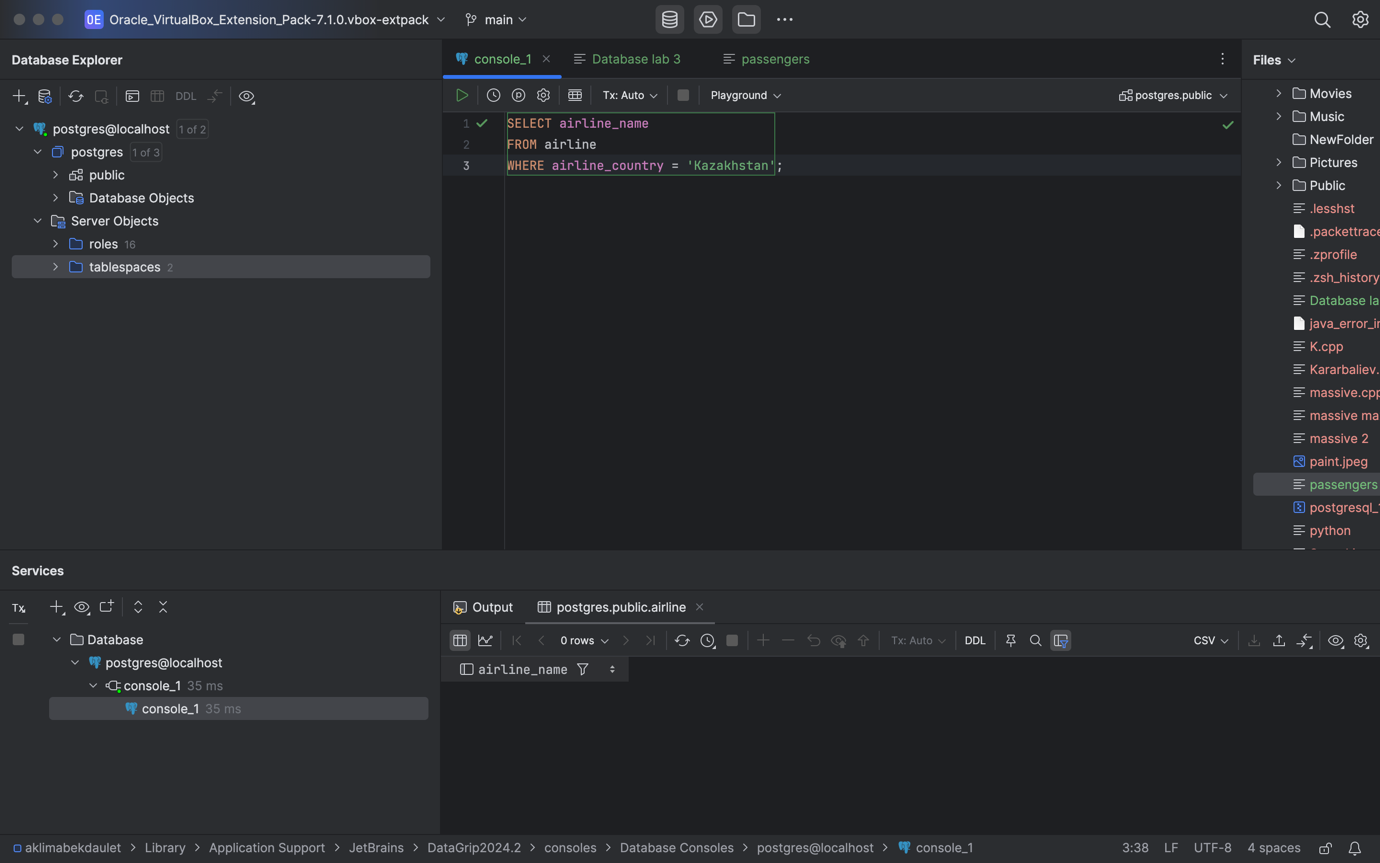 OE Oracle_VirtualBox_Extension_Pack-7.1.0.vbox-extpack main
Database Explorer
DDL
postgres@localhost 1 of 2
postgres 1 of 3
public
Database Objects
Server Objects
roles 16
tablespaces 2
console_1 Database lab 3 passengers
Tx: Auto Playground postgres.public
1 SELECT airline_name
2 FROM airline
3 WHERE airline_country = 'Kazakhstan';
Files
Movies
Music
NewFolder
Pictures
Public
.lesshst
.packettrace
.zprofile
.zsh_history
Database la
java_error_i
K.cpp
Kararbaliev.
massive.cpp
massive ma
massive 2
paint.jpeg
passengers
postgresql_
python
Services
Tx
Database
postgres@localhost
console_1 35 ms
console_1 35 ms
Output postgres.public.airline
0 rows Tx: Auto DDL CSV
airline_name
aklimabekdaulet Library Application Support JetBrains DataGrip2024.2 consoles Database Consoles postgres@localhost console_1 3:38 LF UTF-8 4 spaces